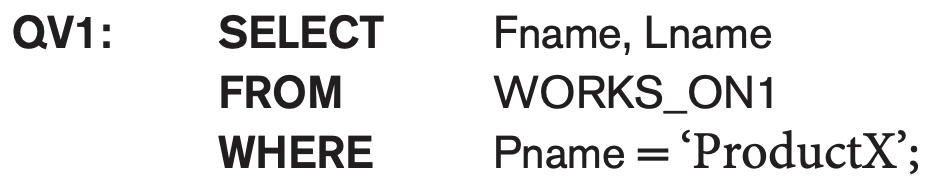 QV1: SELECT Fname, Lname
FROM WORKS_ON1
WHERE Pname = ‘ProductX’;